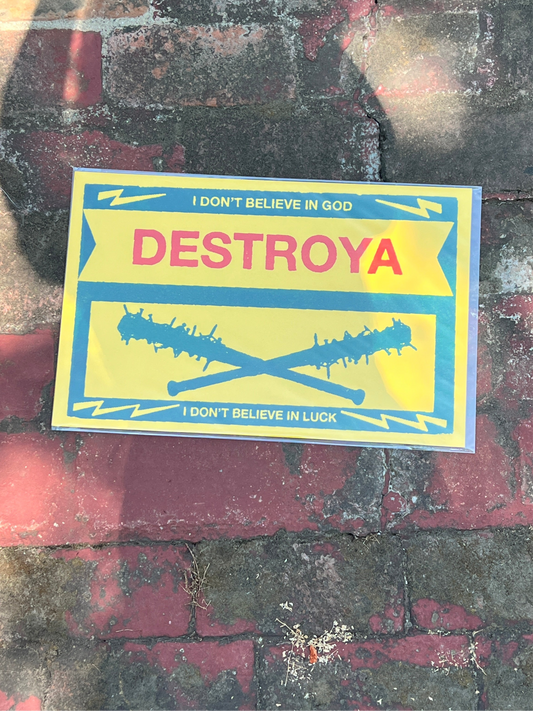 I DON'T BELIEVE IN GOD
DESTROYA
I DON'T BELIEVE IN LUCK